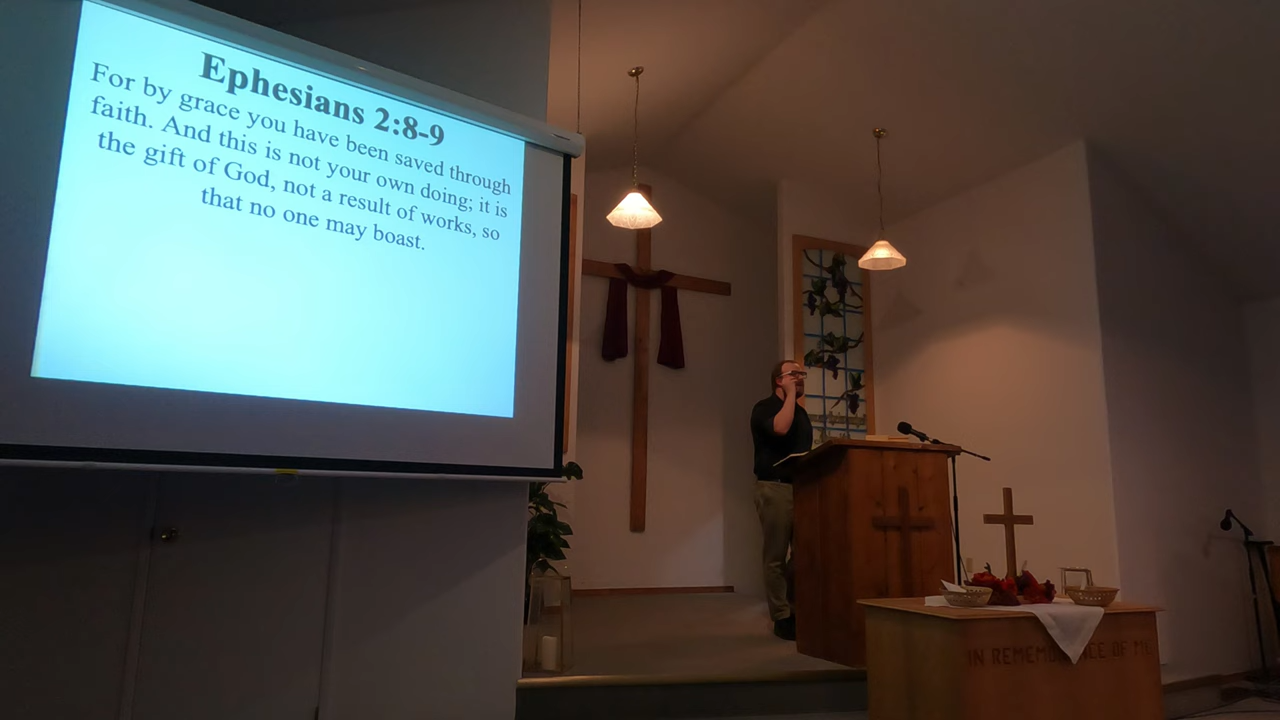 Ephesians 2:8-9
For by grace you have been saved through
faith. And this is not your own doing; it is
the gift of God, not a result of works, so
that no one may boast.
IN REMEMBRANCE OF ME